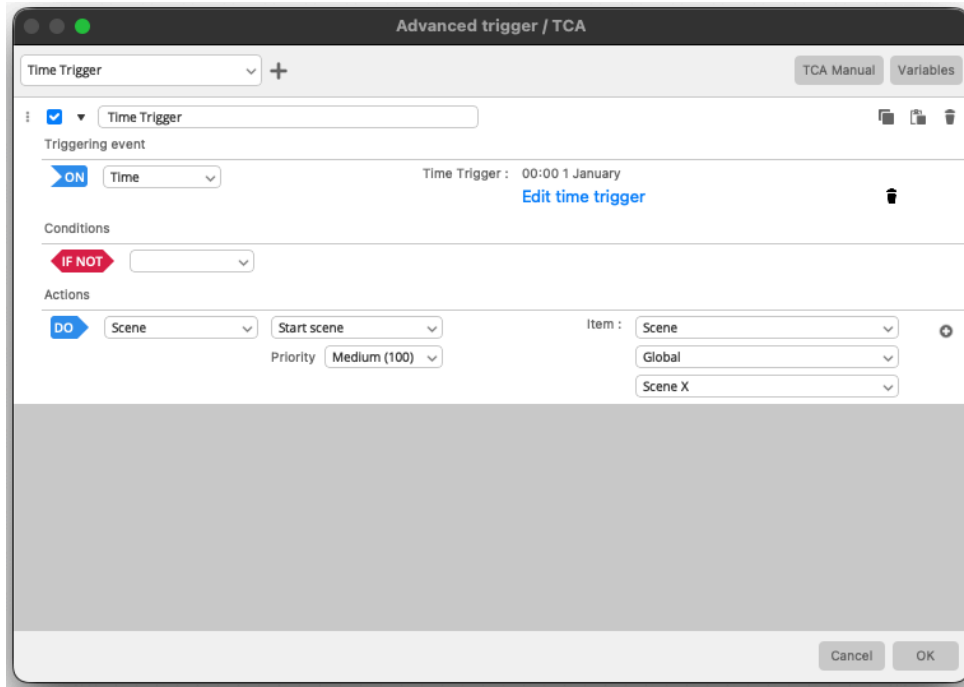 Advanced trigger / TCA
Time Trigger
TCA Manual
Variables
Time Trigger
Triggering event
ON
Time
Time Trigger :
00:00 1 January
Edit time trigger
Conditions
IF NOT
Actions
DO
Scene
Start scene
Item :
Scene
Priority
Medium (100)
Global
Scene X
Cancel
OK